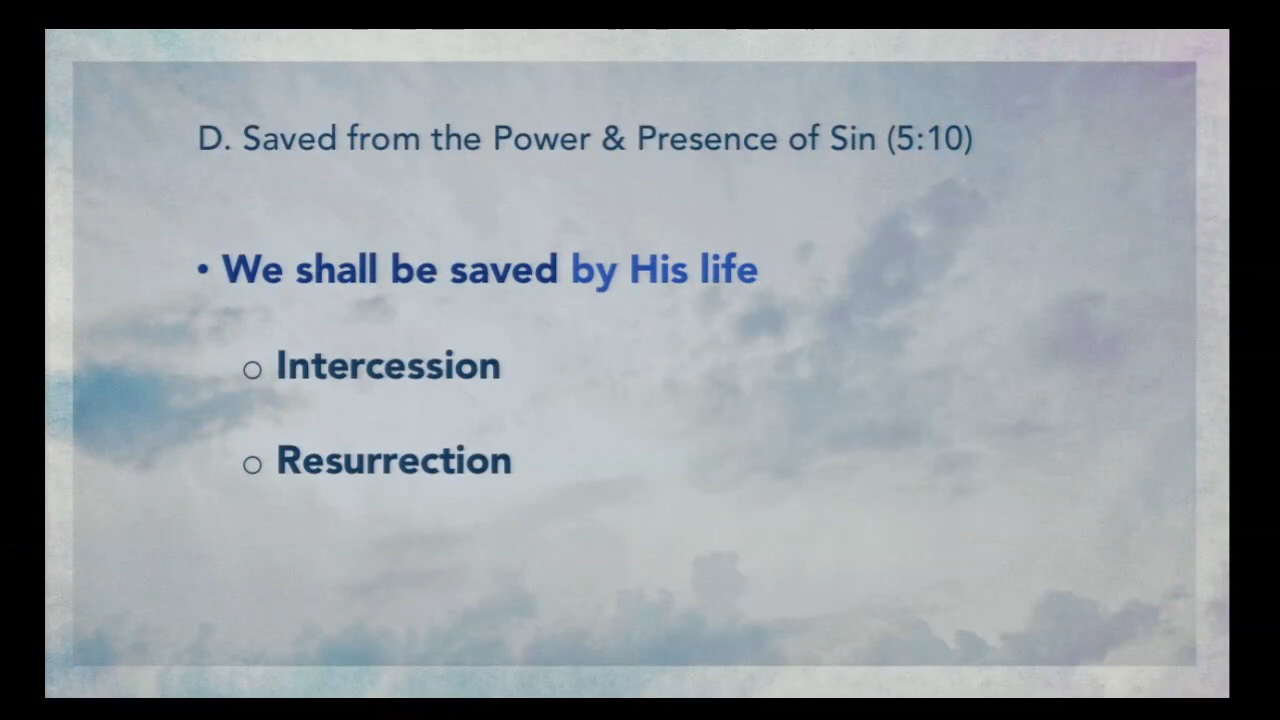 D. Saved from the Power & Presence of Sin (5:10)
• We shall be saved by His life
o Intercession
o Resurrection